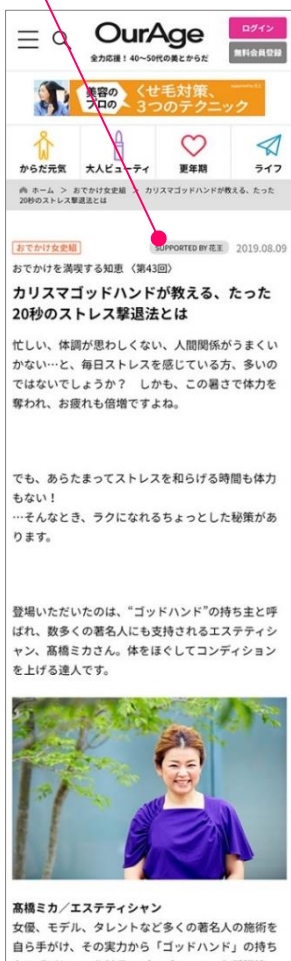 OurAge
全力応援！40〜50代の美とからだ
ログイン
無料会員登録
美容の
プロの
くせ毛対策、
3つのテクニック
からだ元気
大人ビューティ
更年期
ライフ
ホーム ＞ おでかけ女史組 ＞ カリスマゴッドハンドが教える、たった
20秒のストレス撃退法とは
おでかけ女史組
SUPPORTED BY 花王
2019.08.09
おでかけを満喫する知恵〈第43回〉
カリスマゴッドハンドが教える、たった
20秒のストレス撃退法とは
忙しい、体調が思わしくない、人間関係がうまくい
かない…と、毎日ストレスを感じている方、多いの
ではないでしょうか？　しかも、この暑さで体力を
奪われ、お疲れも倍増ですよね。
でも、あらたまってストレスを和らげる時間も体力
もない！
…そんなとき、ラクになれるちょっとした秘策があ
ります。
登場いただいたのは、“ゴッドハンド”の持ち主と呼
ばれ、数多くの著名人にも支持されるエステティシ
ャン、髙橋ミカさん。体をほぐしてコンディション
を上げる達人です。
髙橋ミカ／エステティシャン
女優、モデル、タレントなど多くの著名人の施術を
自ら手がけ、その実力から「ゴッドハンド」の持ち